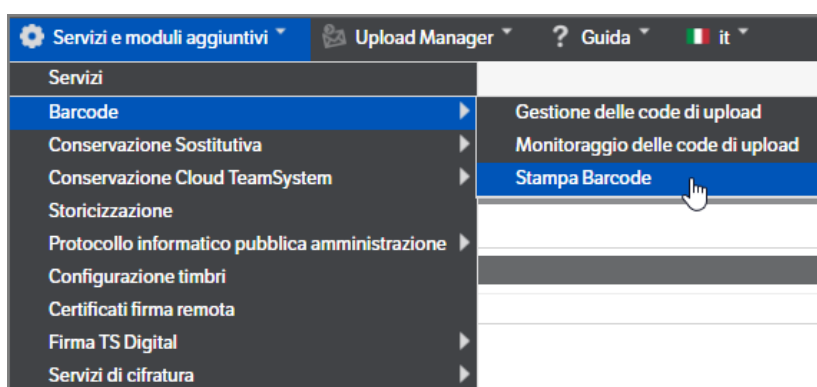 Servizi e moduli aggiuntivi Upload Manager ? Guida it
Servizi
Barcode
Conservazione Sostitutiva
Conservazione Cloud TeamSystem
Storicizzazione
Protocollo informatico pubblica amministrazione
Configurazione timbri
Certificati firma remota
Firma TS Digital
Servizi di cifratura
Gestione delle code di upload
Monitoraggio delle code di upload
Stampa Barcode